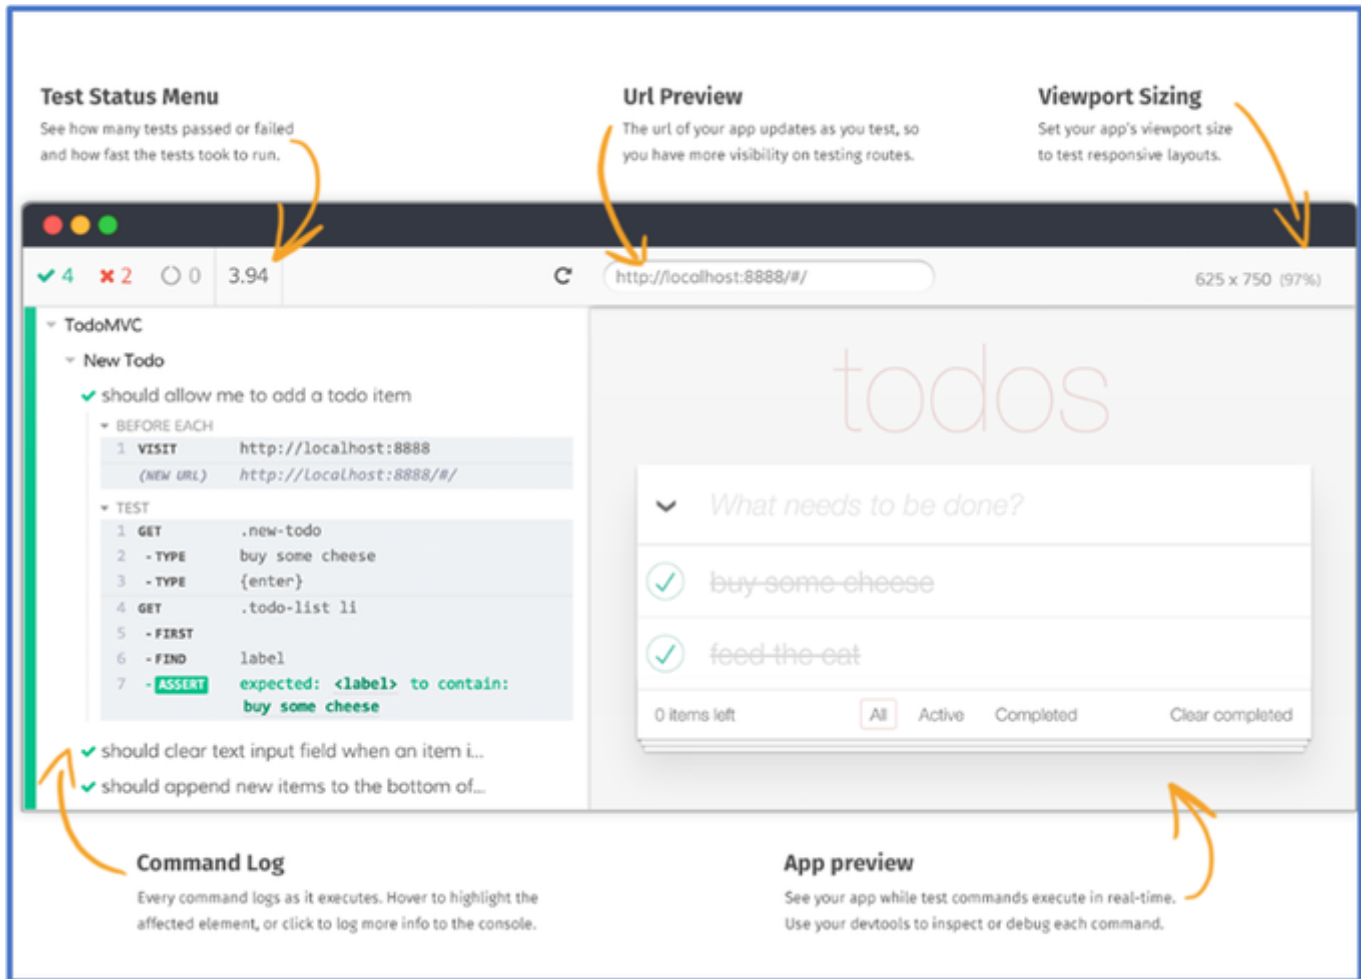 Test Status Menu
See how many tests passed or failed
and how fast the tests took to run.
Url Preview
The url of your app updates as you test, so
you have more visibility on testing routes.
Viewport Sizing
Set your app's viewport size
to test responsive layouts.
4 2 0 3.94
http://localhost:8888/#/
625 x 750 (97%)
TodoMVC
New Todo
should allow me to add a todo item
BEFORE EACH
1 VISIT http://localhost:8888
(NEW URL) http://localhost:8888/#/
TEST
1 GET .new-todo
2 -TYPE buy some cheese
3 -TYPE {enter}
4 GET .todo-list li
5 -FIRST
6 -FIND label
7 -ASSERT expected: <label> to contain:
buy some cheese
should clear text input field when an item i...
should append new items to the bottom of...
todos
What needs to be done?
buy some cheese
feed the cat
0 items left All Active Completed Clear completed
Command Log
Every command logs as it executes. Hover to highlight the
affected element, or click to log more info to the console.
App preview
See your app while test commands execute in real-time.
Use your devtools to inspect or debug each command.